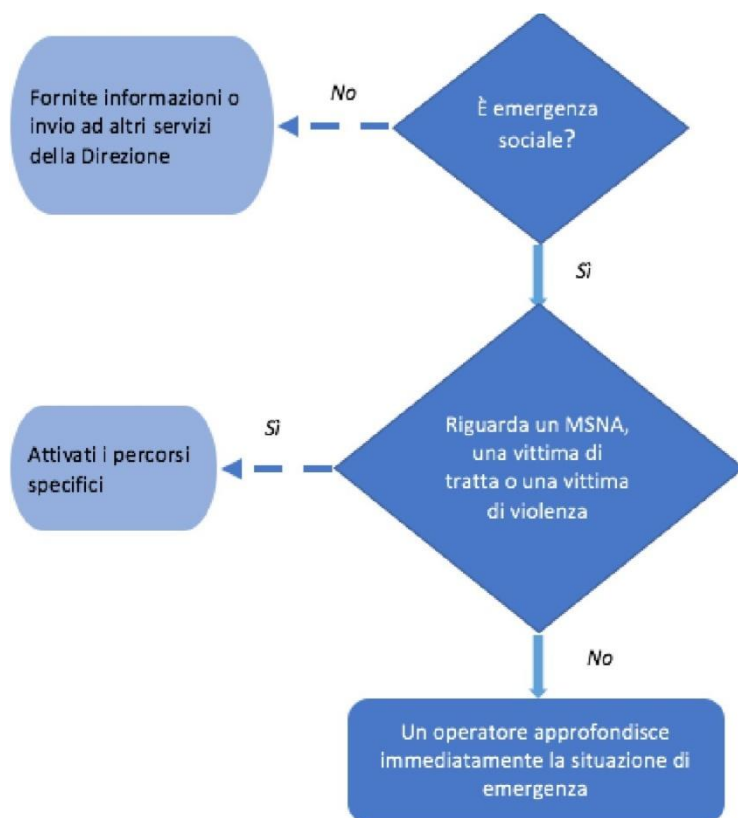 Fornite informazioni o
invio ad altri servizi
della Direzione
No
È emergenza
sociale?
Sì
Riguarda un MSNA,
una vittima di
tratta o una vittima
di violenza
Sì
Attivati i percorsi
specifici
No
Un operatore approfondisce
immediatamente la situazione di
emergenza